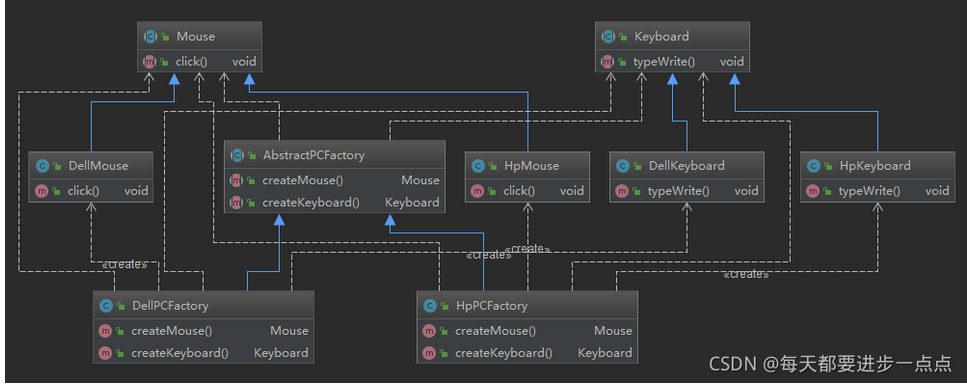 Mouse
click() void
Keyboard
typeWrite() void
DellMouse
click() void
AbstractPCFactory
createMouse() Mouse
createKeyboard() Keyboard
HpMouse
click() void
DellKeyboard
typeWrite() void
HpKeyboard
typeWrite() void
«create»
«create»
«create»
«create»
DellPCFactory
createMouse() Mouse
createKeyboard() Keyboard
HpPCFactory
createMouse() Mouse
createKeyboard() Keyboard
CSDN @每天都要进步一点点